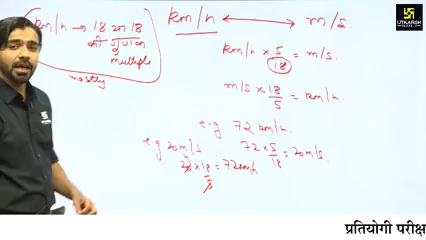 km/h → 18 या 18
की गुणक
multiple
mostly
km/h ⟷ m/s.
km/h × 5/18 = m/s.
m/s × 18/5 = km/h.
e.g 72 km/h.
e.g 20 m/s
72 × 5/18 = 20 m/s.
20 × 18/5 = 72 km/h
UTKARSH
प्रतियोगी परीक्ष